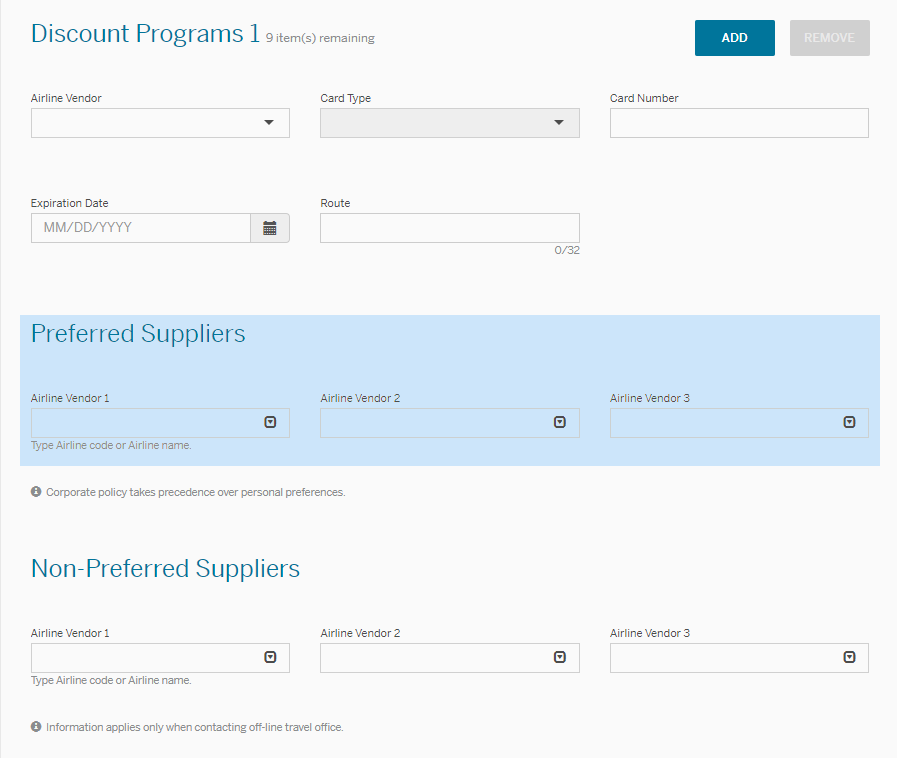 Discount Programs 1 9 item(s) remaining ADD REMOVE
Airline Vendor Card Type Card Number
Expiration Date Route
MM/DD/YYYY
0/32
Preferred Suppliers
Airline Vendor 1 Airline Vendor 2 Airline Vendor 3
Type Airline code or Airline name.
Corporate policy takes precedence over personal preferences.
Non-Preferred Suppliers
Airline Vendor 1 Airline Vendor 2 Airline Vendor 3
Type Airline code or Airline name.
Information applies only when contacting off-line travel office.